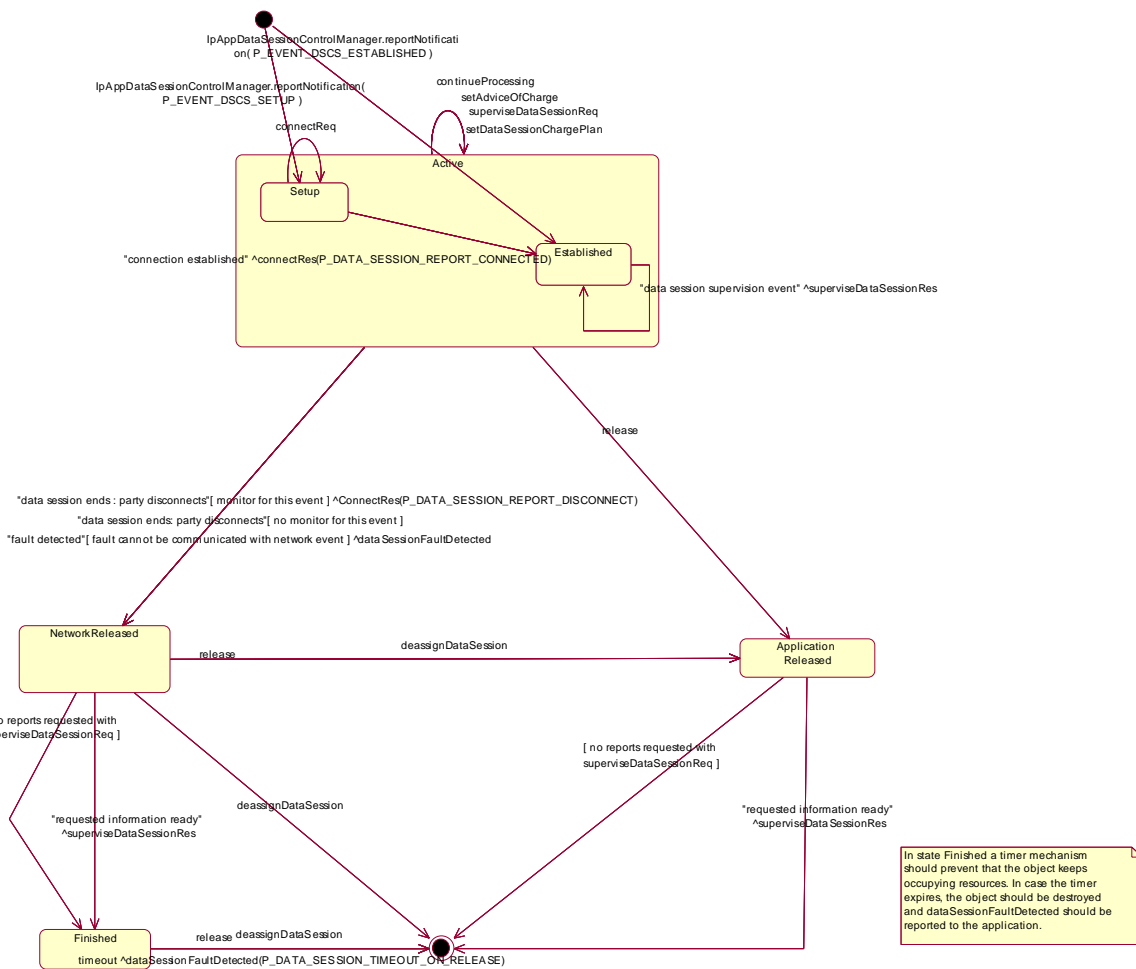 IpAppDataSessionControlManager.reportNotificati
on( P_EVENT_DSCS_ESTABLISHED )
IpAppDataSessionControlManager.reportNotification(
P_EVENT_DSCS_SETUP )
continueProcessing
setAdviceOfCharge
superviseDataSessionReq
setDataSessionChargePlan
connectReq
Active
Setup
Established
"connection established" ^connectRes(P_DATA_SESSION_REPORT_CONNECTED)
"data session supervision event" ^superviseDataSessionRes
release
"data session ends : party disconnects"[ monitor for this event ] ^ConnectRes(P_DATA_SESSION_REPORT_DISCONNECT)
"data session ends: party disconnects"[ no monitor for this event ]
"fault detected"[ fault cannot be communicated with network event ] ^dataSessionFaultDetected
NetworkReleased
release
deassignDataSession
Application
Released
reports requested with
superviseDataSessionReq ]
[ no reports requested with
superviseDataSessionReq ]
"requested information ready"
^superviseDataSessionRes
deassignDataSession
"requested information ready"
^superviseDataSessionRes
In state Finished a timer mechanism
should prevent that the object keeps
occupying resources. In case the timer
expires, the object should be destroyed
and dataSessionFaultDetected should be
reported to the application.
Finished
release
deassignDataSession
timeout ^dataSessionFaultDetected(P_DATA_SESSION_TIMEOUT_ON_RELEASE)